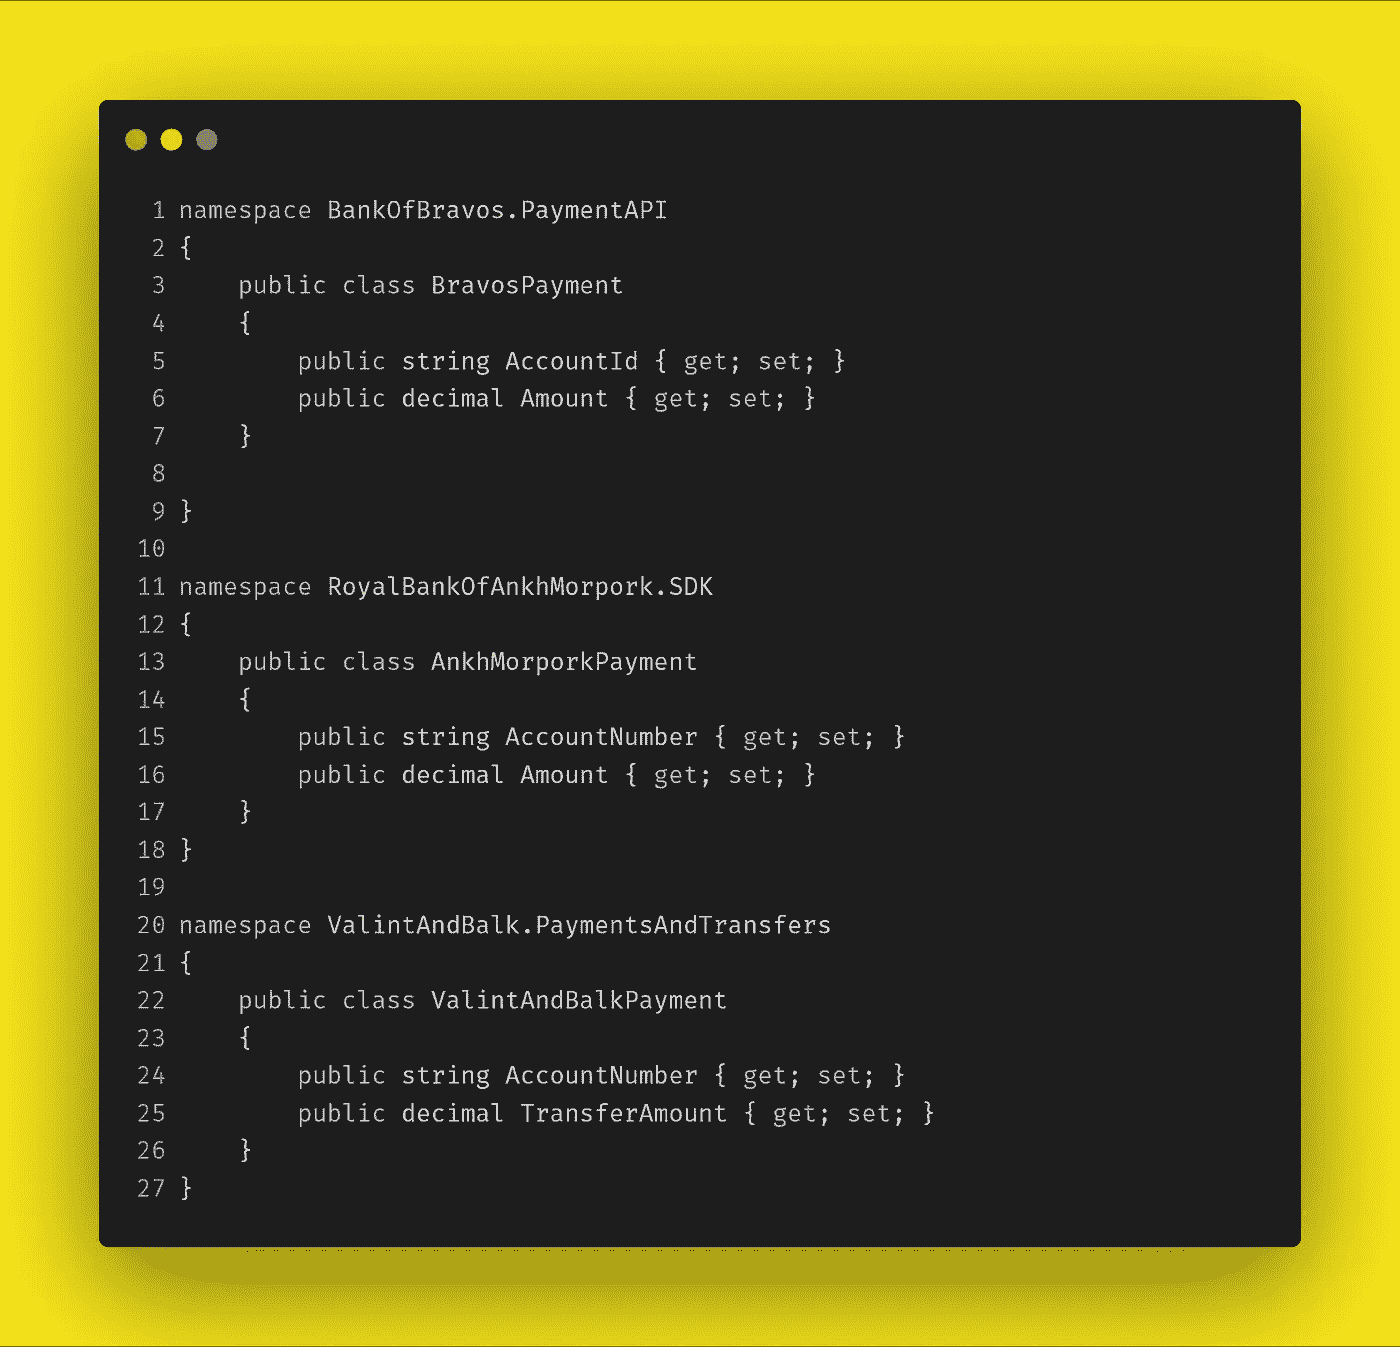 1 namespace BankOfBravos.PaymentAPI
2 {
3     public class BravosPayment
4     {
5         public string AccountId { get; set; }
6         public decimal Amount { get; set; }
7     }
8
9 }
10
11 namespace RoyalBankOfAnkhMorpork.SDK
12 {
13     public class AnkhMorporkPayment
14     {
15         public string AccountNumber { get; set; }
16         public decimal Amount { get; set; }
17     }
18 }
19
20 namespace ValintAndBalk.PaymentsAndTransfers
21 {
22     public class ValintAndBalkPayment
23     {
24         public string AccountNumber { get; set; }
25         public decimal TransferAmount { get; set; }
26     }
27 }